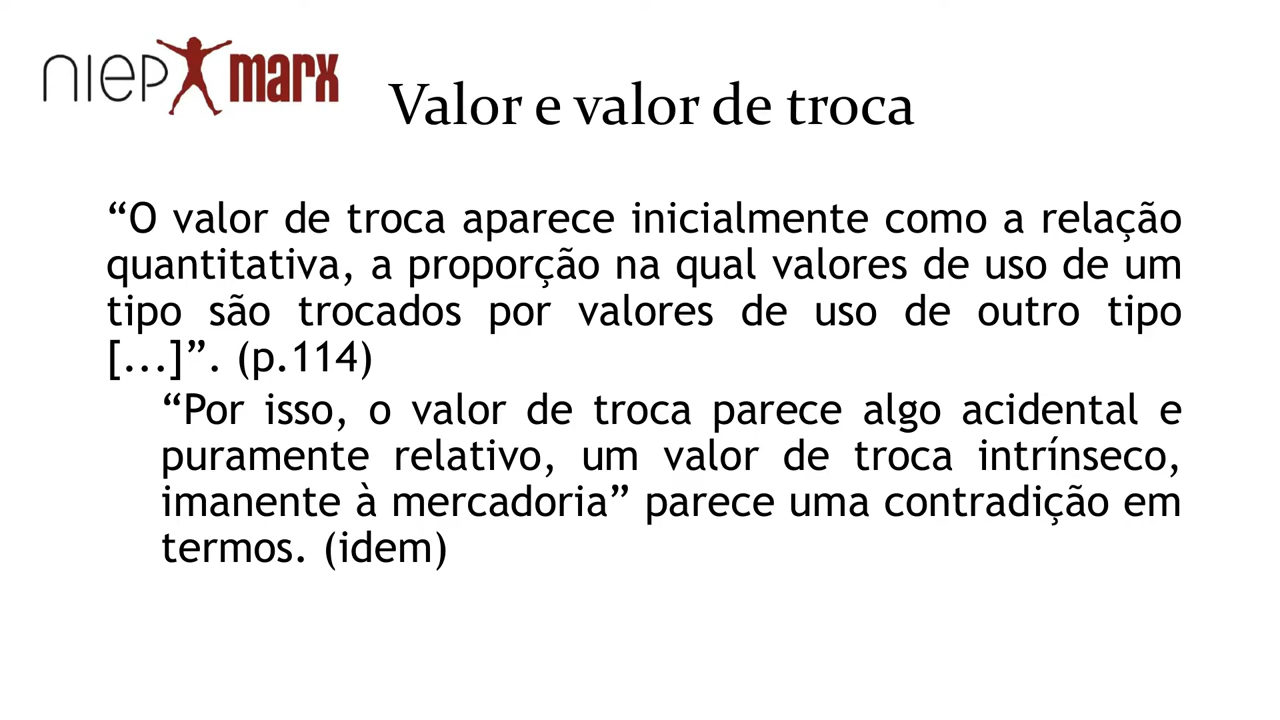 NIEP marx
Valor e valor de troca
“O valor de troca aparece inicialmente como a relação
quantitativa, a proporção na qual valores de uso de um
tipo são trocados por valores de uso de outro tipo
[...]”. (p.114)
“Por isso, o valor de troca parece algo acidental e
puramente relativo, um valor de troca intrínseco,
imanente à mercadoria” parece uma contradição em
termos. (idem)